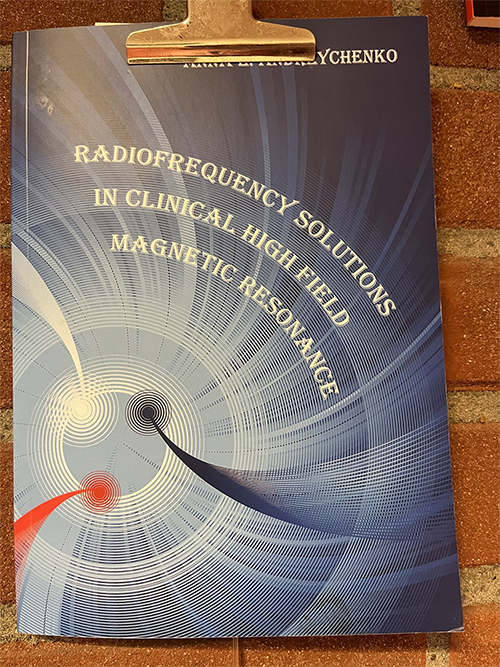 RADIOFREQUENCY SOLUTIONS
IN CLINICAL HIGH FIELD
MAGNETIC RESONANCE